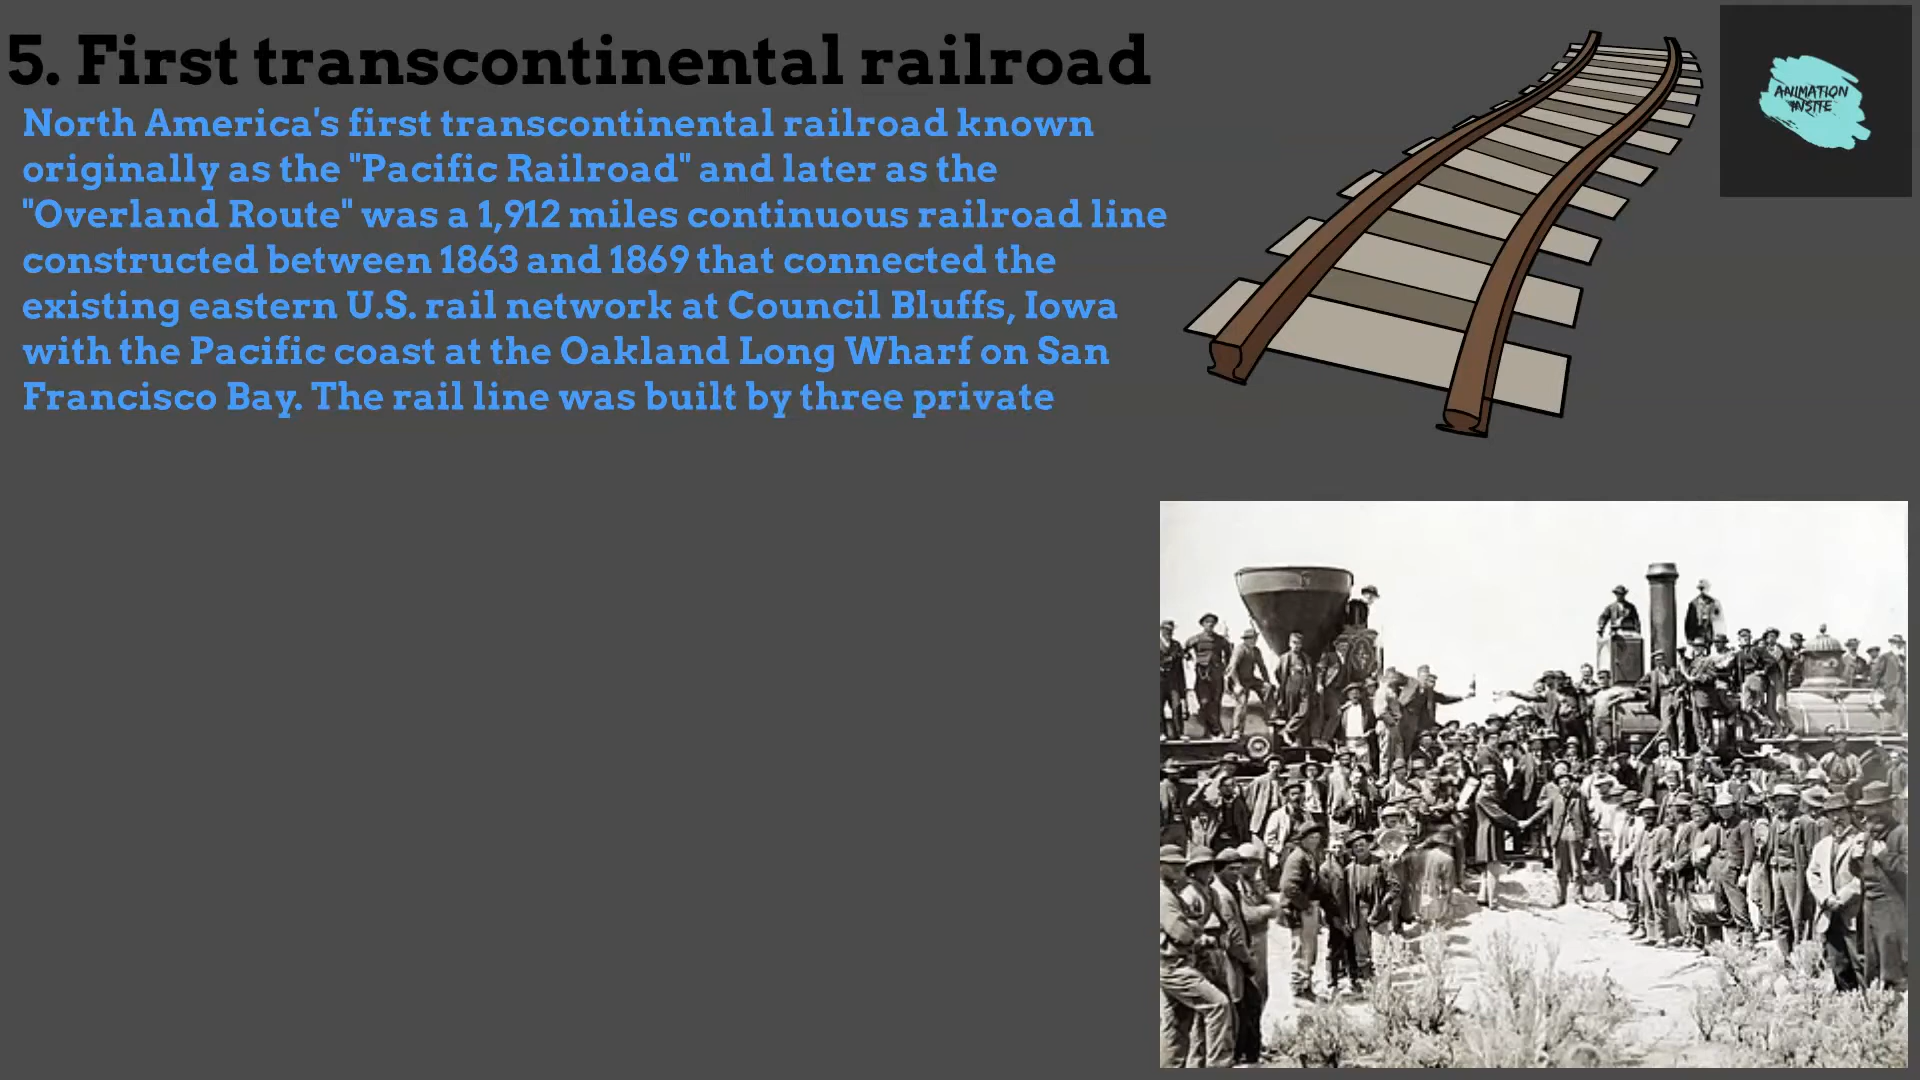 5. First transcontinental railroad
North America's first transcontinental railroad known
originally as the "Pacific Railroad" and later as the
"Overland Route" was a 1,912 miles continuous railroad line
constructed between 1863 and 1869 that connected the
existing eastern U.S. rail network at Council Bluffs, Iowa
with the Pacific coast at the Oakland Long Wharf on San
Francisco Bay. The rail line was built by three private
ANIMATION
INSITE